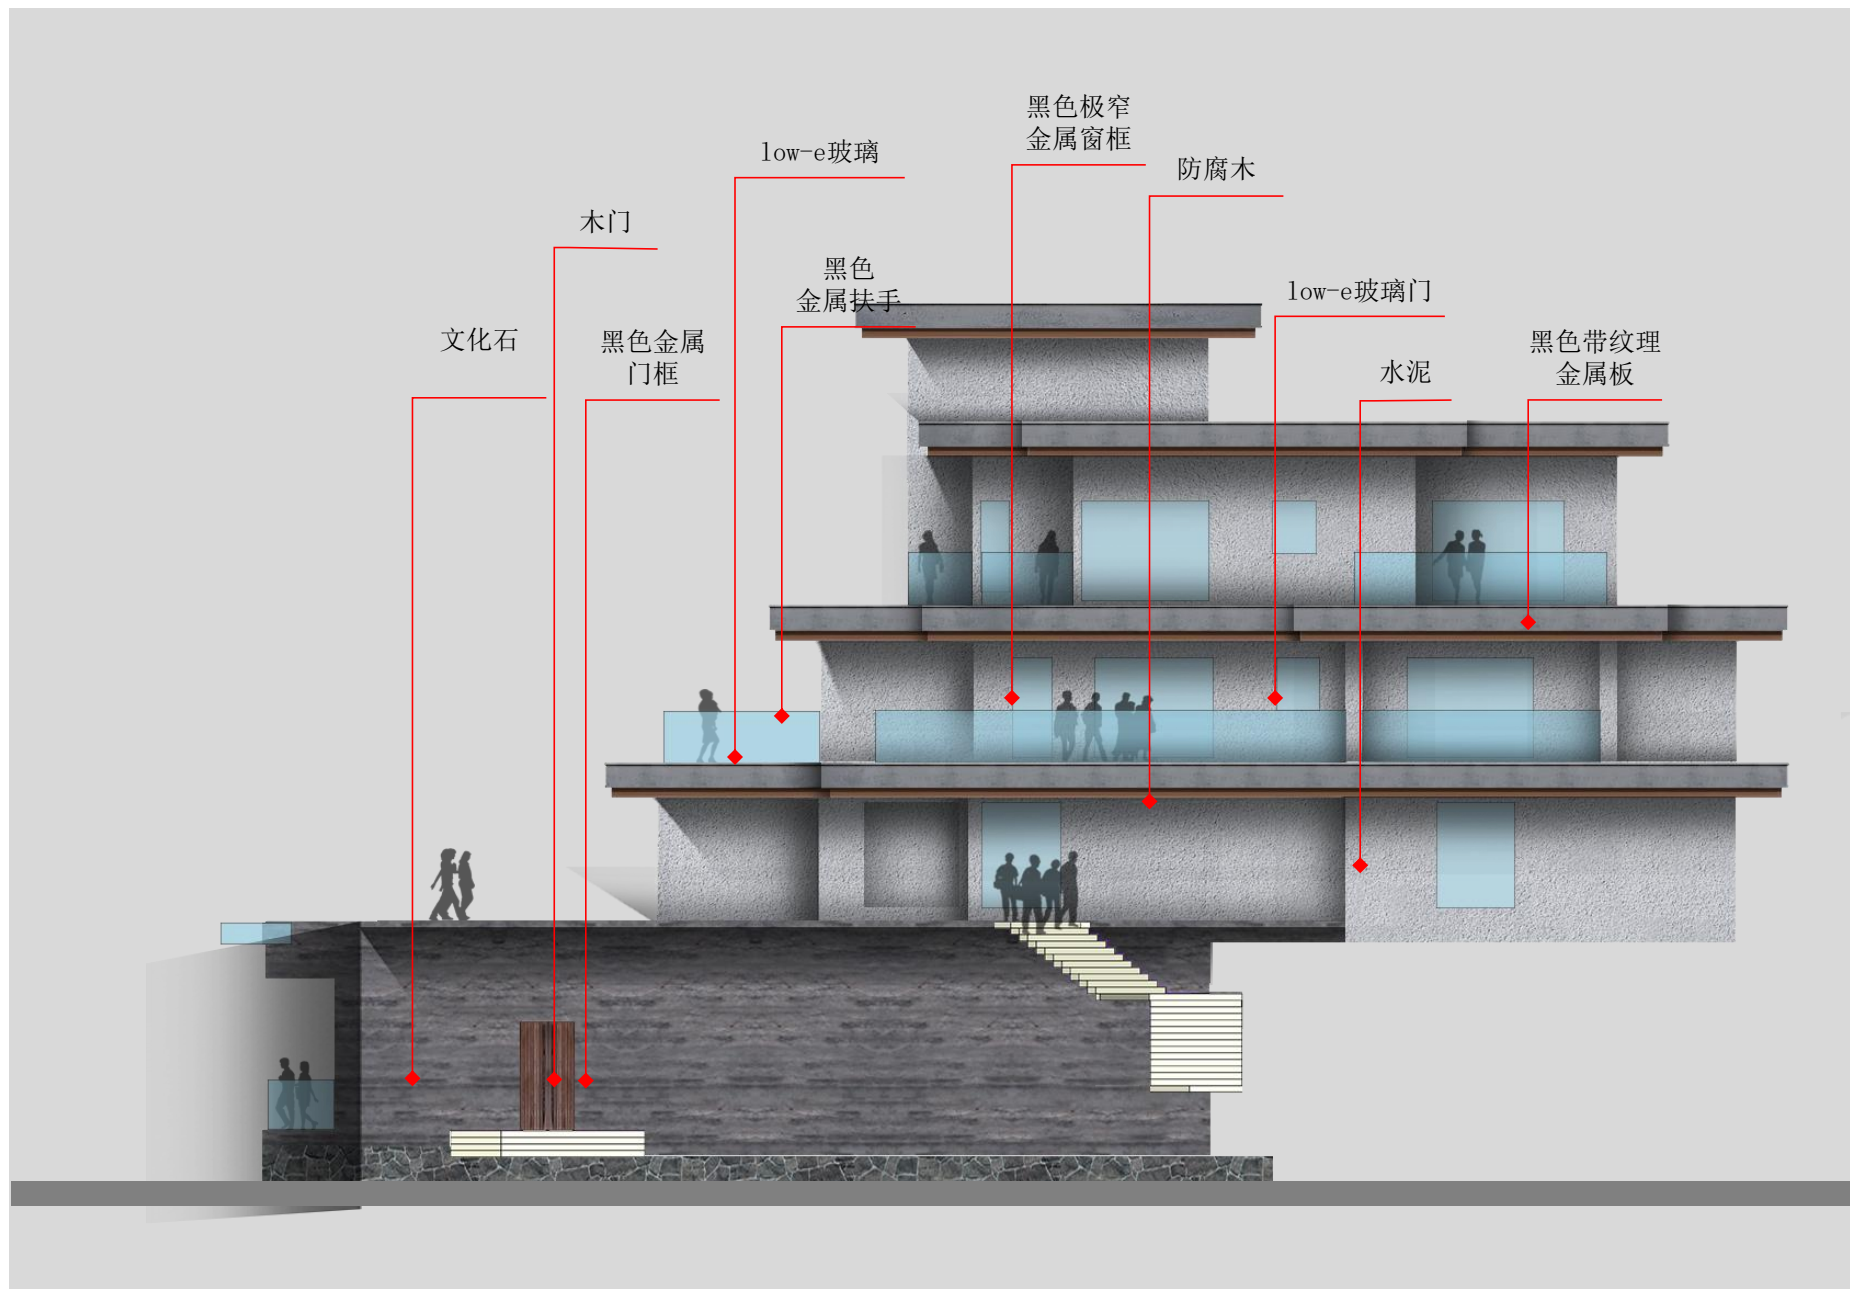 黑色极窄
金属窗框
low-e玻璃
防腐木
木门
黑色
金属扶手
low-e玻璃门
文化石
黑色金属
门框
黑色带纹理
金属板
水泥